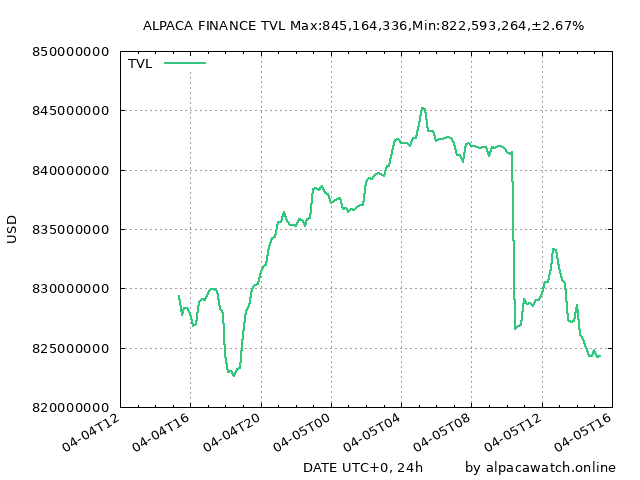 ALPACA FINANCE TVL Max:845,164,336,Min:822,593,264,±2.67%
850000000
TVL
845000000
840000000
835000000
USD
830000000
825000000
820000000
04-04T12 04-04T16 04-04T20 04-05T00 04-05T04 04-05T08 04-05T12 04-05T16
DATE UTC+0, 24h by alpacawatch.online